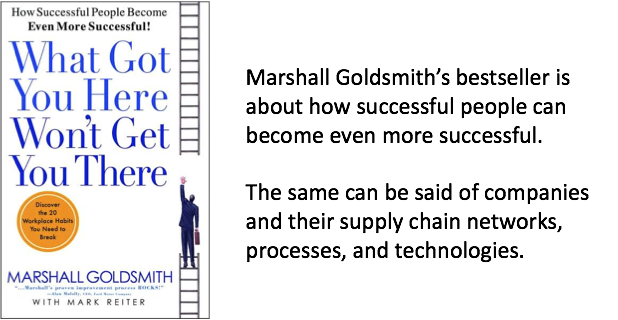 How Successful People Become
Even More Successful!
What Got
You Here
Won't Get
You There
Discover
the 20
Workplace Habits
You Need to
Break
MARSHALL GOLDSMITH
"...Marshall's proven improvement process ROCKS!"
WITH MARK REITER
Marshall Goldsmith’s bestseller is
about how successful people can
become even more successful.
The same can be said of companies
and their supply chain networks,
processes, and technologies.